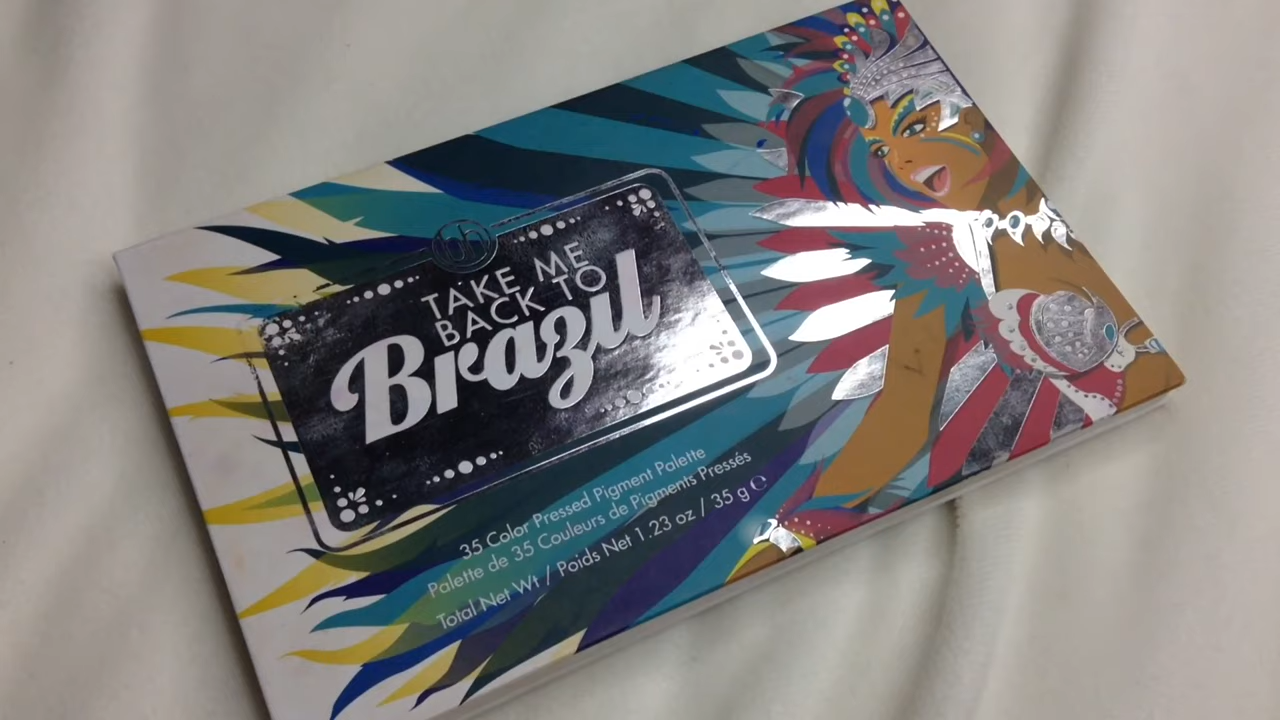 bh
TAKE ME
BACK TO
Brazil
35 Color Pressed Pigment Palette
Palette de 35 Couleurs de Pigments Pressés
Total Net Wt / Poids Net 1.23 oz / 35 g ℮